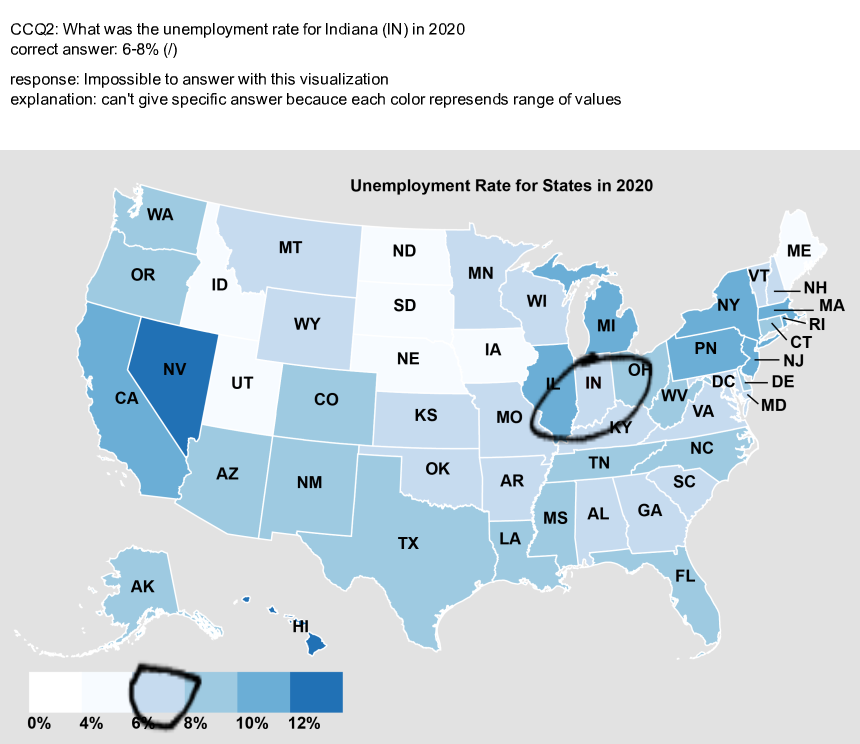 CCQ2: What was the unemployment rate for Indiana (IN) in 2020
correct answer: 6-8% (/)
response: Impossible to answer with this visualization
explanation: can't give specific answer becauce each color represends range of values
Unemployment Rate for States in 2020
WA
MT
ND
ME
OR
ID
MN
VT
NH
SD
WI
NY
MA
WY
MI
RI
CT
IA
PN
NE
NJ
NV
UT
IL
IN
OH
DC
DE
CA
CO
WV
MD
KS
MO
VA
KY
NC
OK
TN
AZ
NM
AR
SC
MS
AL
GA
TX
LA
FL
AK
HI
0% 4% 6% 8% 10% 12%